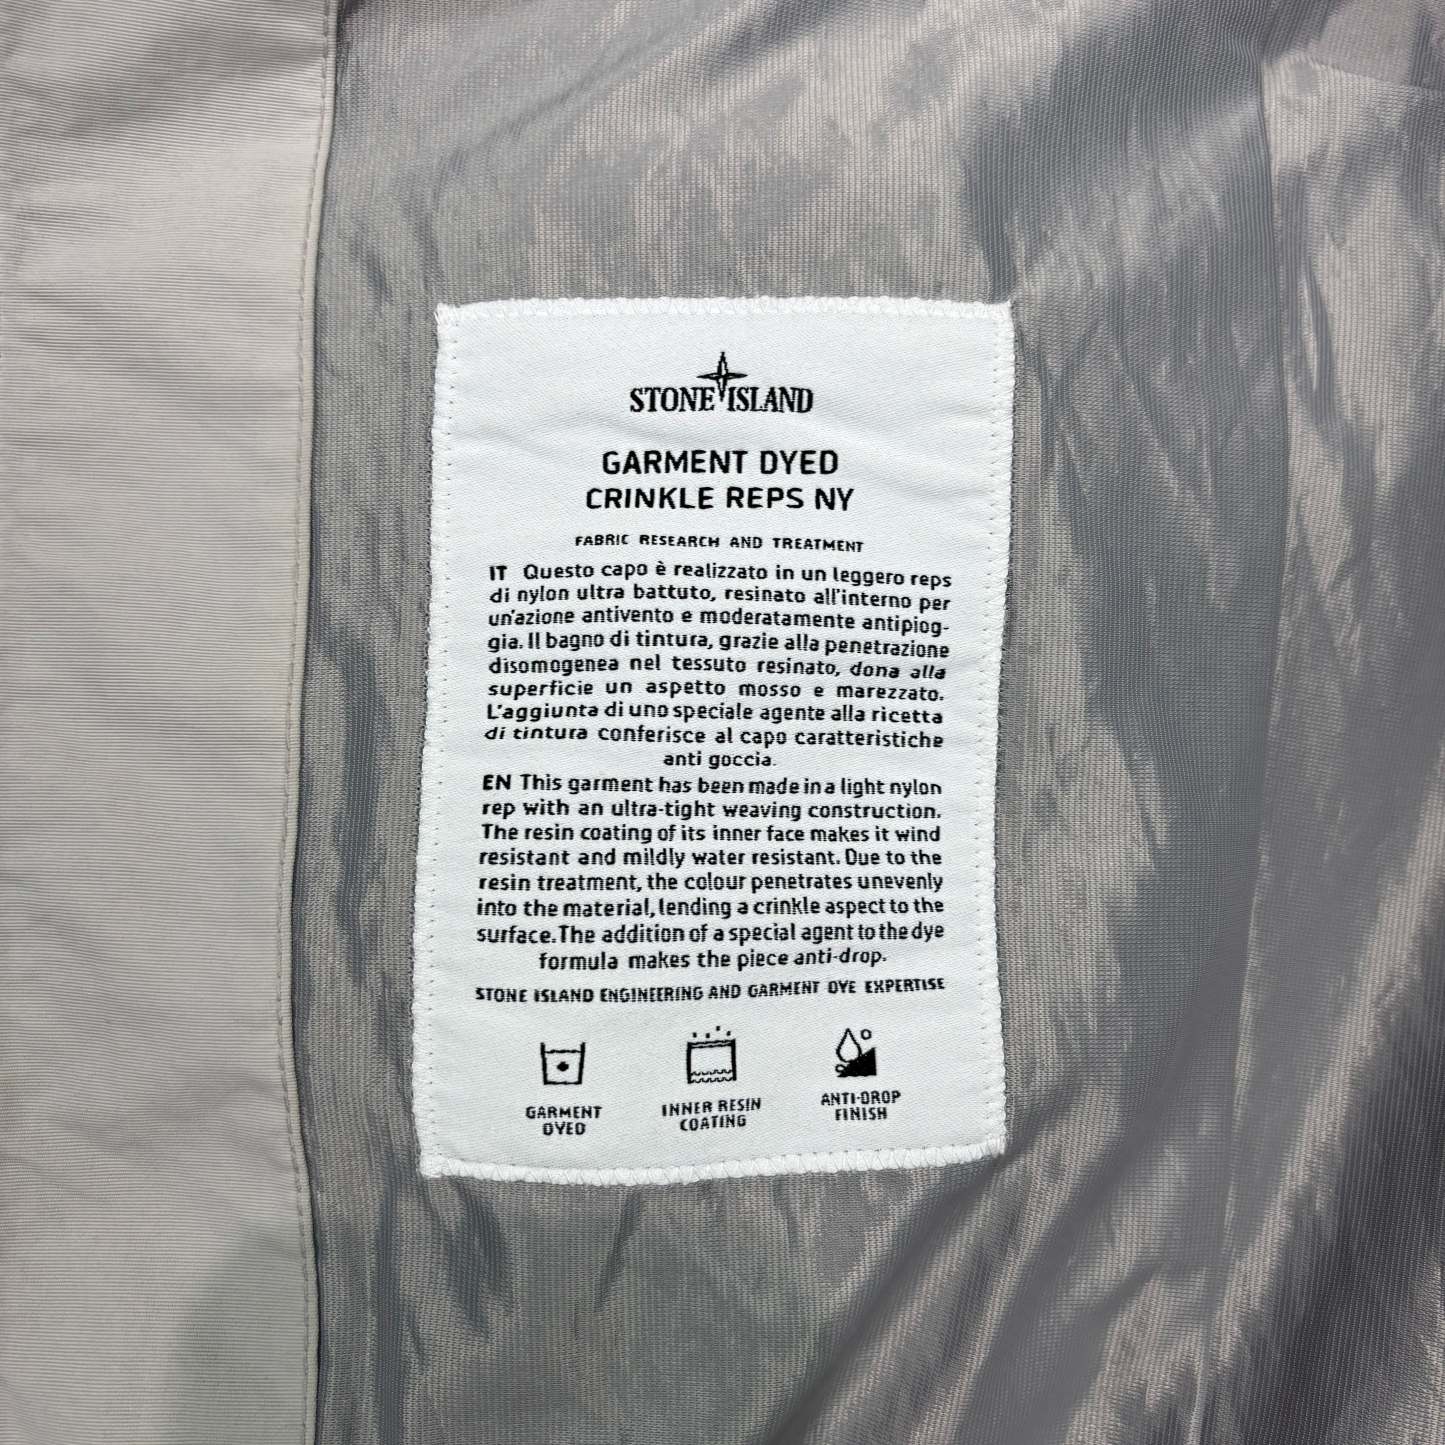 STONE ISLAND
GARMENT DYED
CRINKLE REPS NY
FABRIC RESEARCH AND TREATMENT
IT Questo capo è realizzato in un leggero reps
di nylon ultra battuto, resinato all'interno per
un'azione antivento e moderatamente antipiog-
gia. Il bagno di tintura, grazie alla penetrazione
disomogenea nel tessuto resinato, dona alla
superficie un aspetto mosso e marezzato.
L'aggiunta di uno speciale agente alla ricetta
di tintura conferisce al capo caratteristiche
anti goccia.
EN This garment has been made in a light nylon
rep with an ultra-tight weaving construction.
The resin coating of its inner face makes it wind
resistant and mildly water resistant. Due to the
resin treatment, the colour penetrates unevenly
into the material, lending a crinkle aspect to the
surface. The addition of a special agent to the dye
formula makes the piece anti-drop.
STONE ISLAND ENGINEERING AND GARMENT DYE EXPERTISE
GARMENT
DYED
INNER RESIN
COATING
ANTI-DROP
FINISH